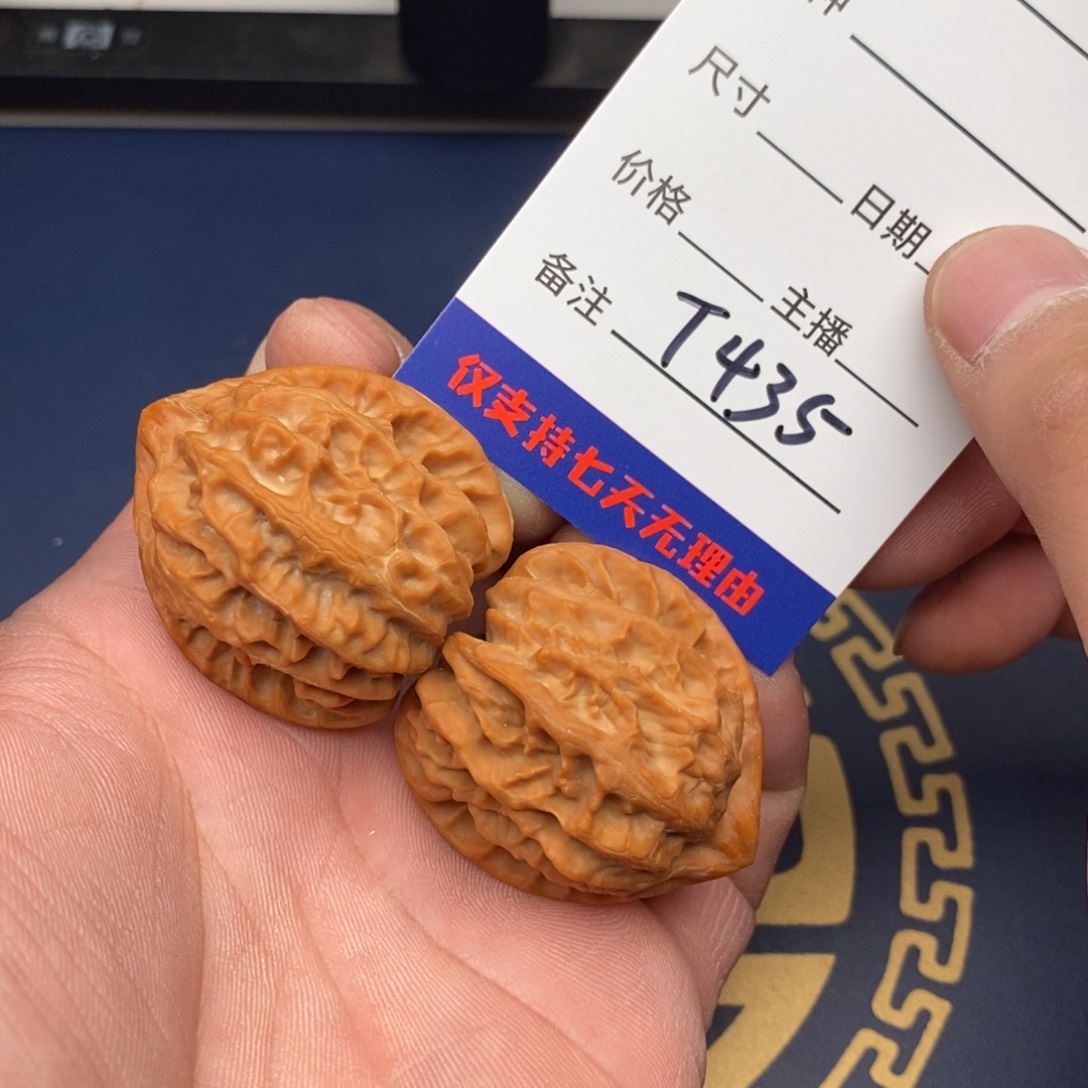 种
尺寸 日期
价格 主播
备注 T435
仅支持七天无理由